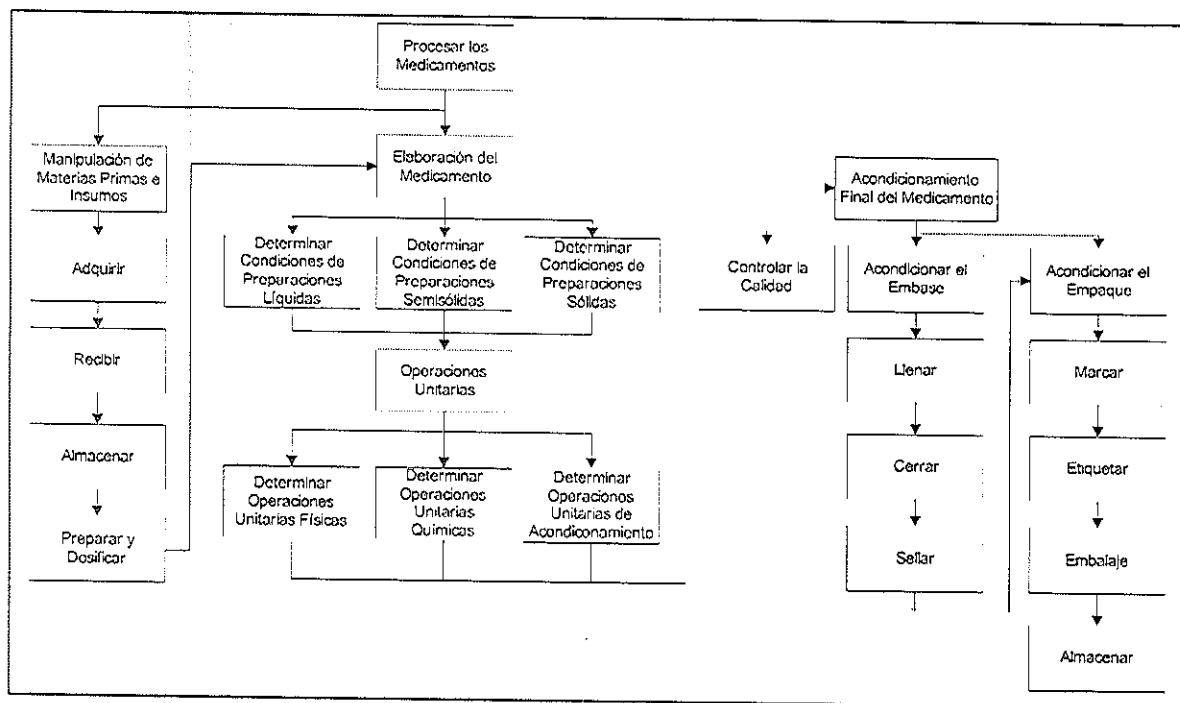 Procesar los
Medicamentos
Manipulación de
Materias Primas e
Insumos
Adquirir
Recibir
Almacenar
Preparar y
Dosificar
Elaboración del
Medicamento
Determinar
Condiciones de
Preparaciones
Líquidas
Determinar
Condiciones de
Preparaciones
Semisólidas
Determinar
Condiciones de
Preparaciones
Sólidas
Operaciones
Unitarias
Determinar
Operaciones
Unitarias Físicas
Determinar
Operaciones
Unitarias
Químicas
Determinar
Operaciones
Unitarias de
Acondiconamiento
Controlar la
Calidad
Acondicionamiento
Final del Medicamento
Acondicionar el
Embase
Llenar
Cerrar
Sellar
Acondicionar el
Empaque
Marcar
Etiquetar
Embalaje
Almacenar